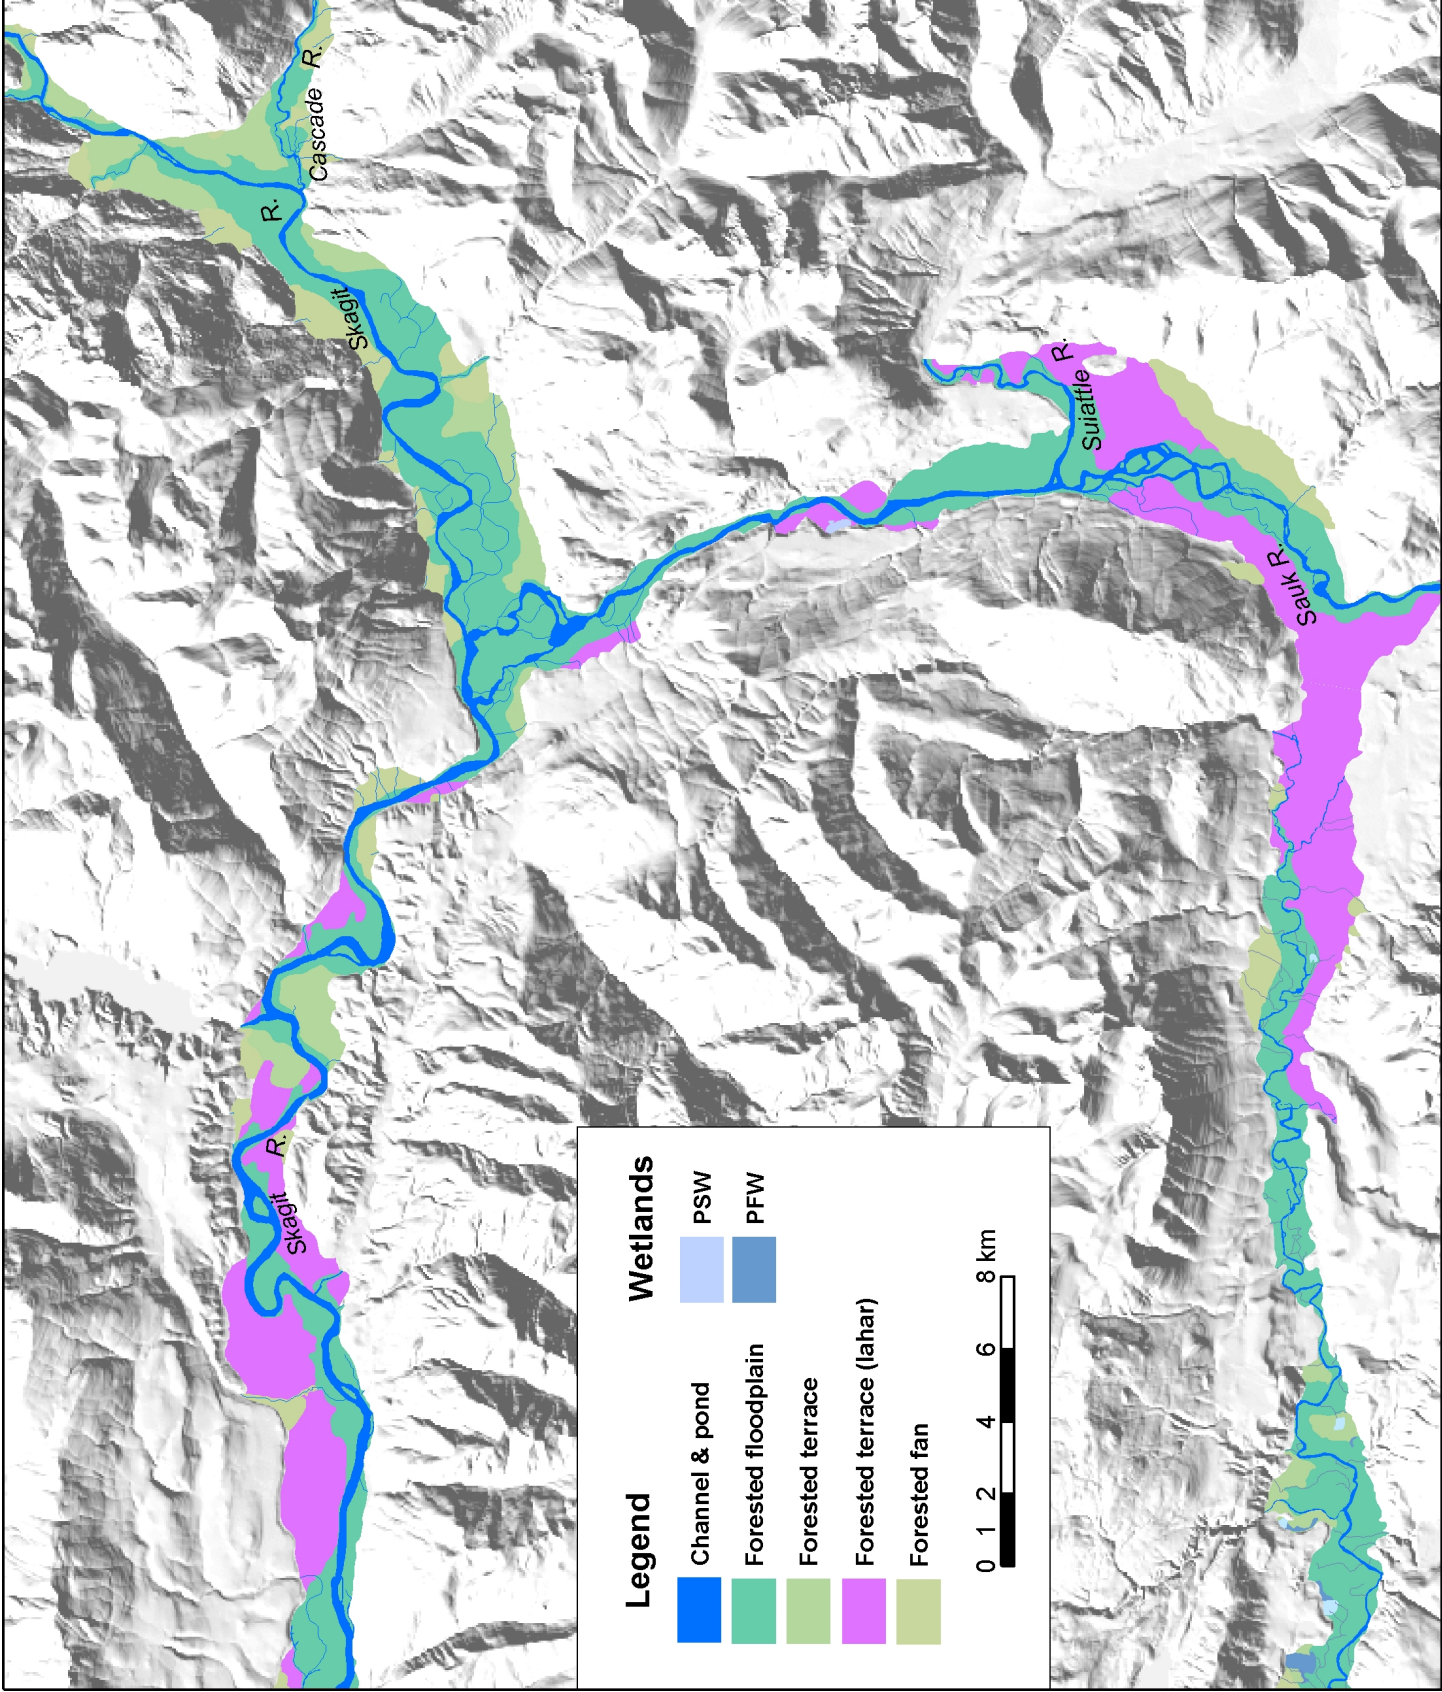 Cascade R.
Skagit R.
Suiattle R.
Sauk R.
Skagit R.
Legend
Channel & pond
Forested floodplain
Forested terrace
Forested terrace (lahar)
Forested fan
Wetlands
PSW
PFW
0 1 2 4 6 8 km